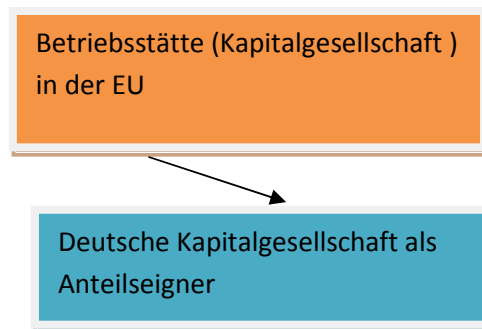 Betriebsstätte (Kapitalgesellschaft )
in der EU
Deutsche Kapitalgesellschaft als
Anteilseigner